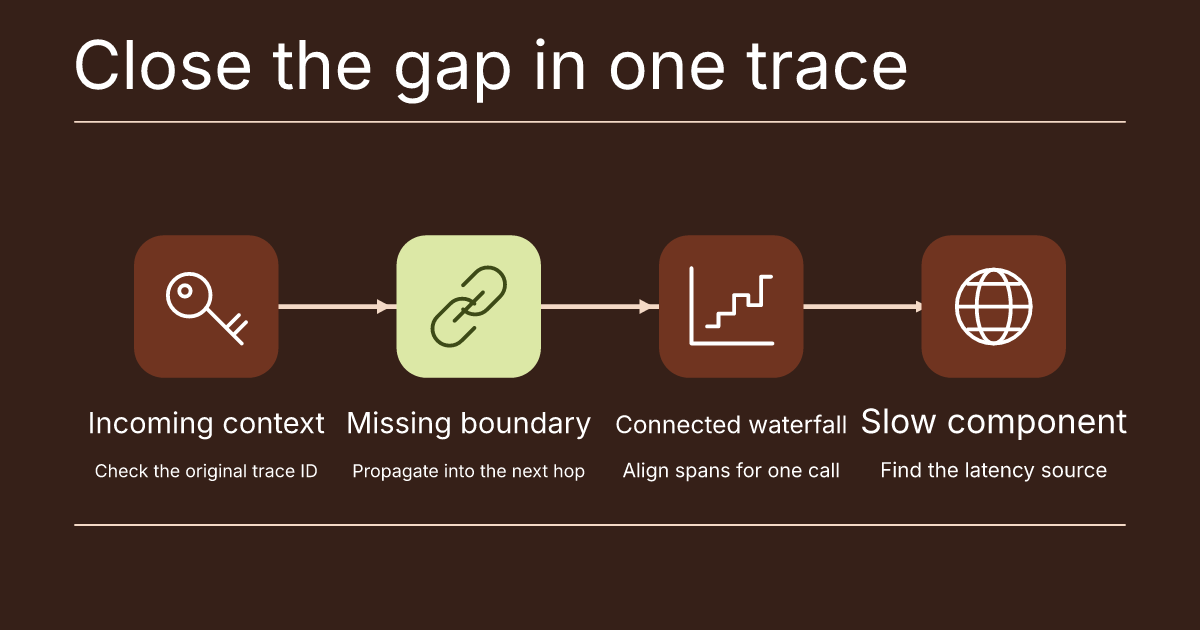 Close the gap in one trace
Incoming context
Missing boundary
Connected waterfall
Slow component
Check the original trace ID
Propagate into the next hop
Align spans for one call
Find the latency source